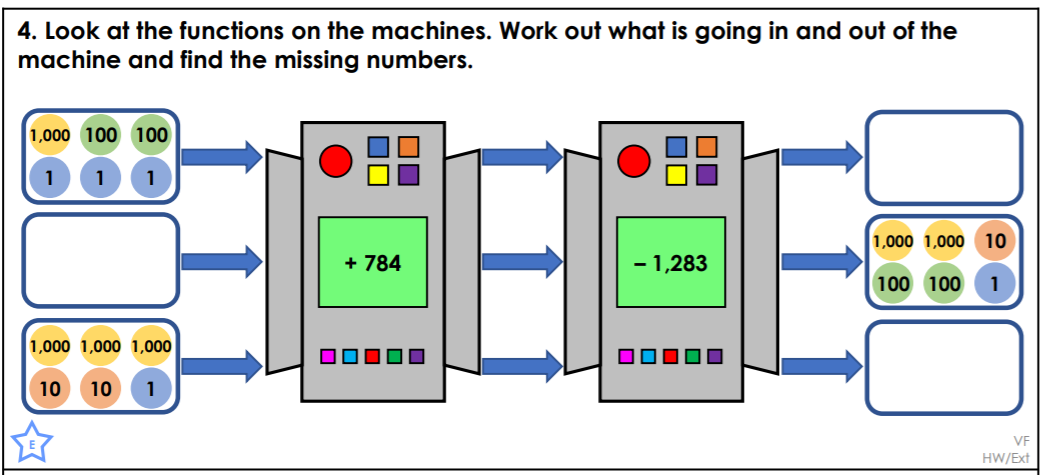 4. Look at the functions on the machines. Work out what is going in and out of the
machine and find the missing numbers.
1,000 100 100
1 1 1
+ 784
− 1,283
1,000 1,000 10
100 100 1
1,000 1,000 1,000
10 10 1
E
VF
HW/Ext